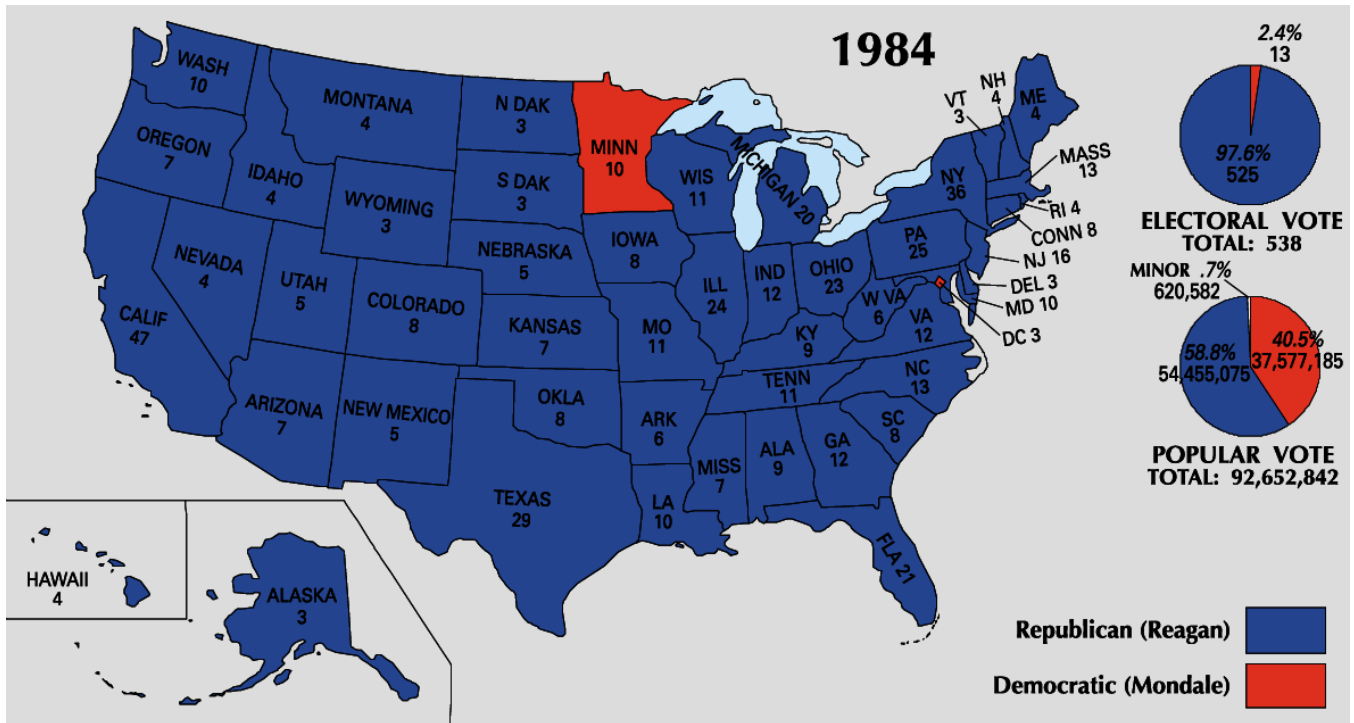 1984
WASH
10
OREGON
7
CALIF
47
NEVADA
4
IDAHO
4
MONTANA
4
WYOMING
3
UTAH
5
ARIZONA
7
COLORADO
8
NEW MEXICO
5
N DAK
3
S DAK
3
NEBRASKA
5
KANSAS
7
OKLA
8
TEXAS
29
MINN
10
IOWA
8
MO
11
ARK
6
LA
10
WIS
11
ILL
24
MICHIGAN 20
IND
12
OHIO
23
KY
9
TENN
11
MISS
7
ALA
9
GA
12
FLA 21
SC
8
NC
13
VA
12
W VA
6
PA
25
NY
36
VT
3
NH
4
ME
4
MASS
13
RI 4
CONN 8
NJ 16
DEL 3
MD 10
DC 3
HAWAII
4
ALASKA
3
2.4%
13
97.6%
525
ELECTORAL VOTE
TOTAL: 538
MINOR .7%
620,582
40.5%
37,577,185
58.8%
54,455,075
POPULAR VOTE
TOTAL: 92,652,842
Republican (Reagan)
Democratic (Mondale)